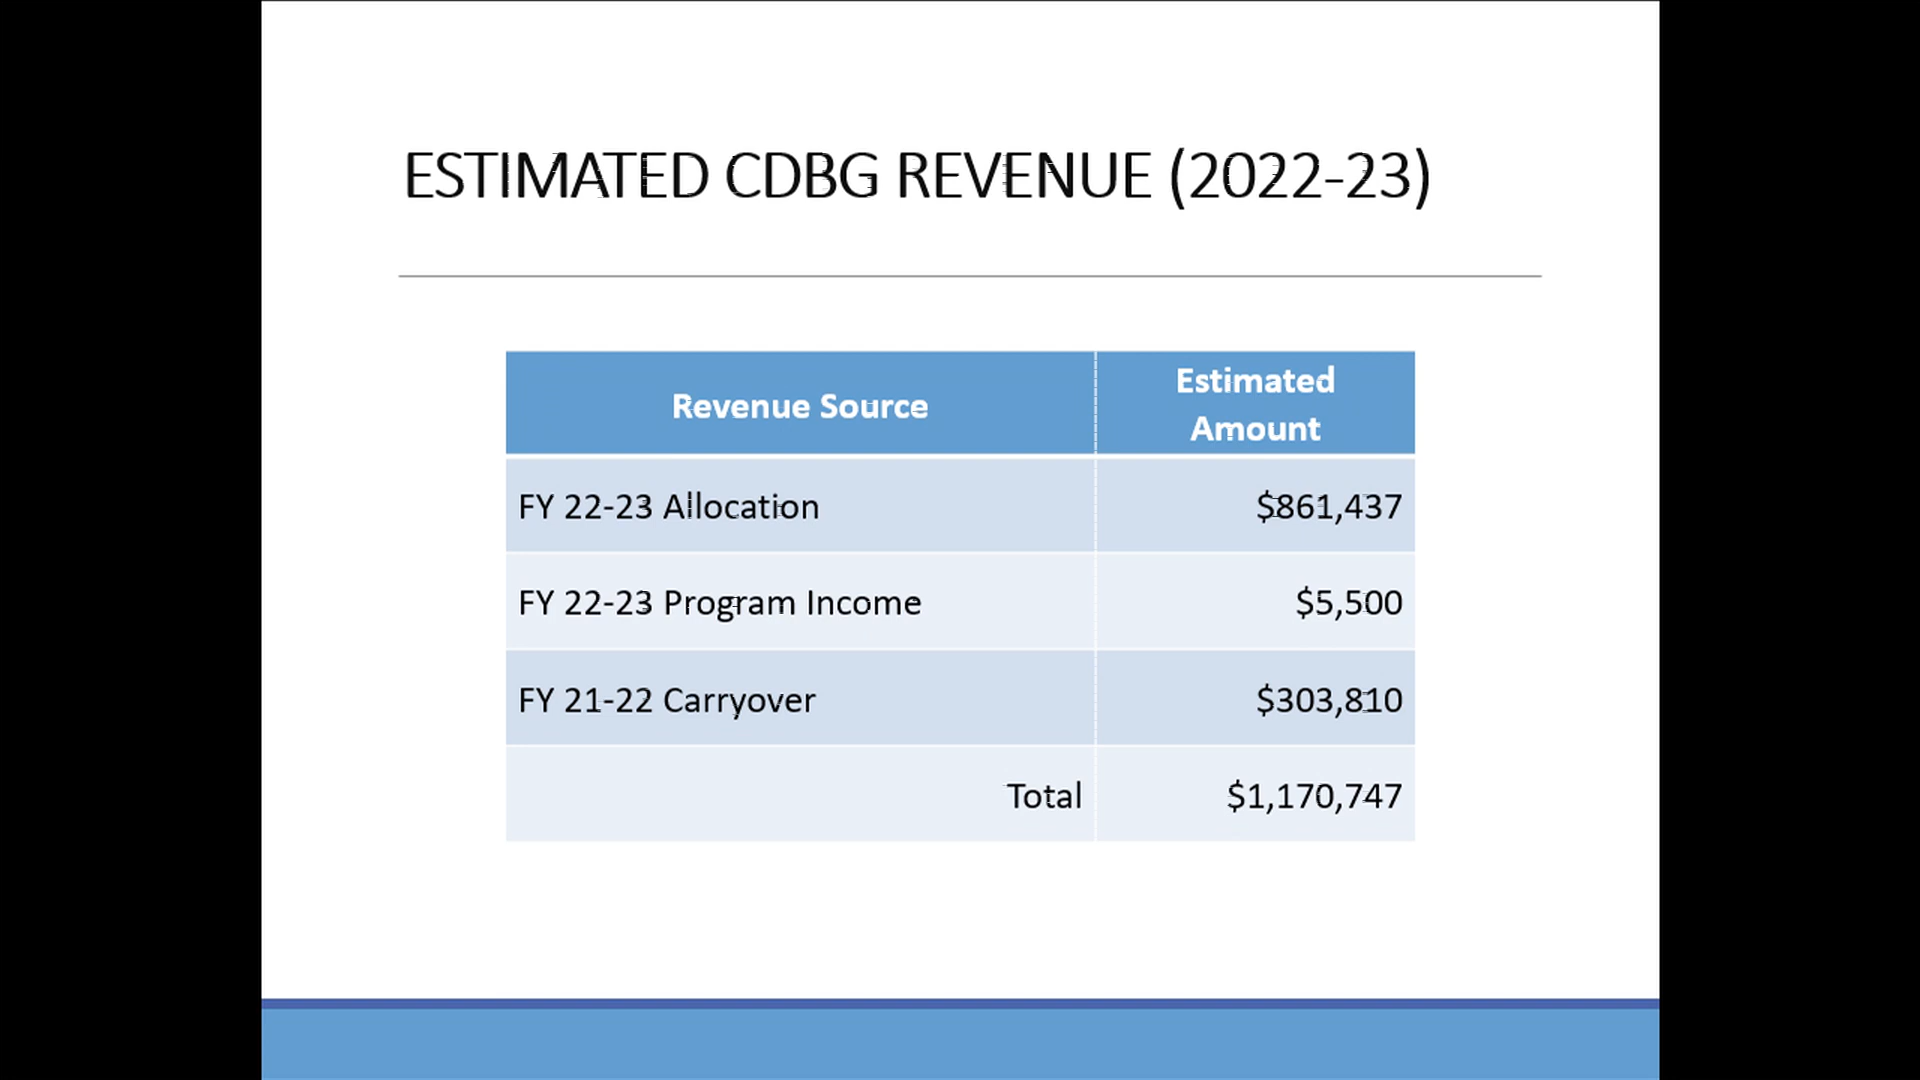 ESTIMATED CDBG REVENUE (2022-23)
Revenue Source
Estimated
Amount
FY 22-23 Allocation $861,437
FY 22-23 Program Income $5,500
FY 21-22 Carryover $303,810
Total $1,170,747